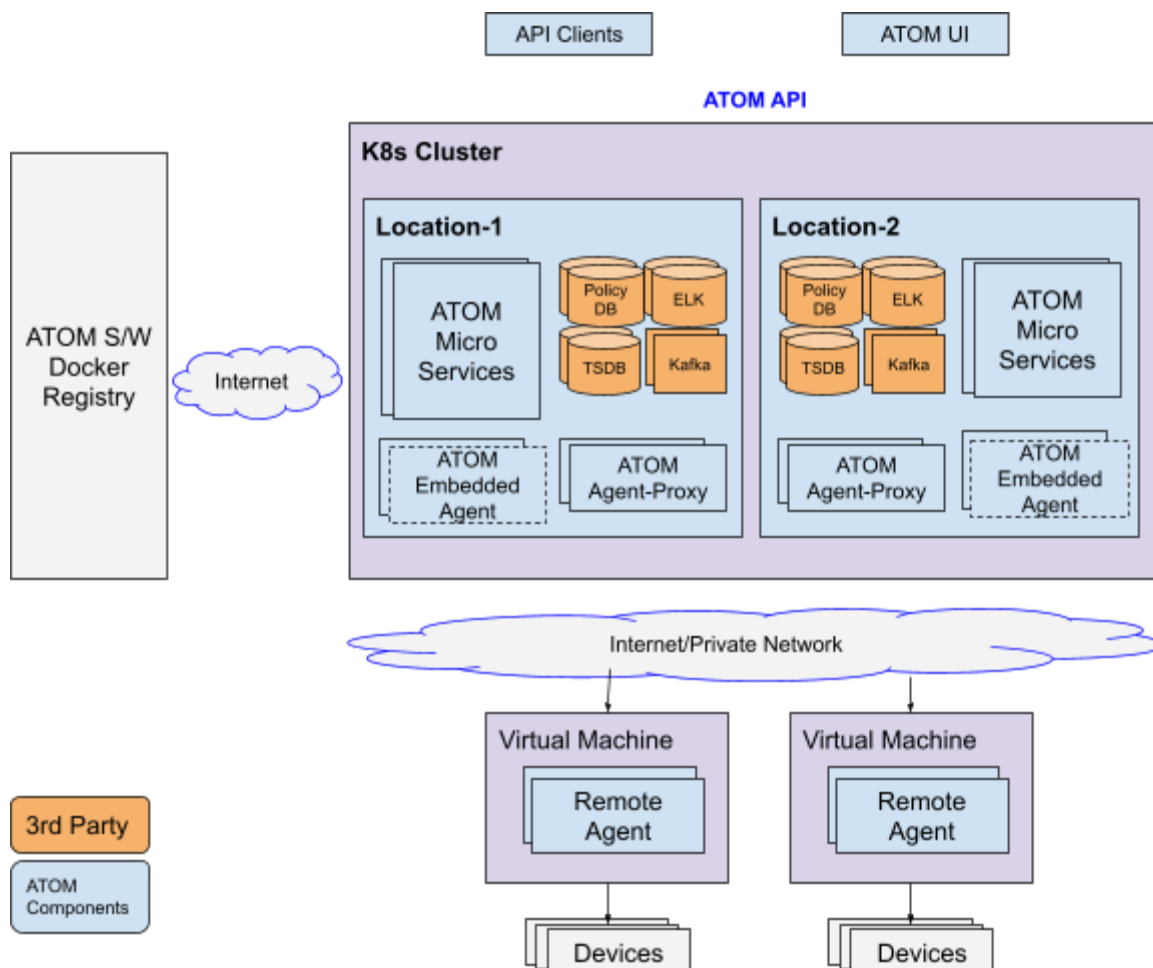 API Clients
ATOM UI
ATOM API
K8s Cluster
ATOM S/W
Docker
Registry
Internet
Location-1
ATOM
Micro
Services
Policy
DB
ELK
TSDB
Kafka
ATOM
Embedded
Agent
ATOM
Agent-Proxy
Location-2
Policy
DB
ELK
TSDB
Kafka
ATOM
Micro
Services
ATOM
Agent-Proxy
ATOM
Embedded
Agent
Internet/Private Network
Virtual Machine
Remote
Agent
Devices
Virtual Machine
Remote
Agent
Devices
3rd Party
ATOM
Components